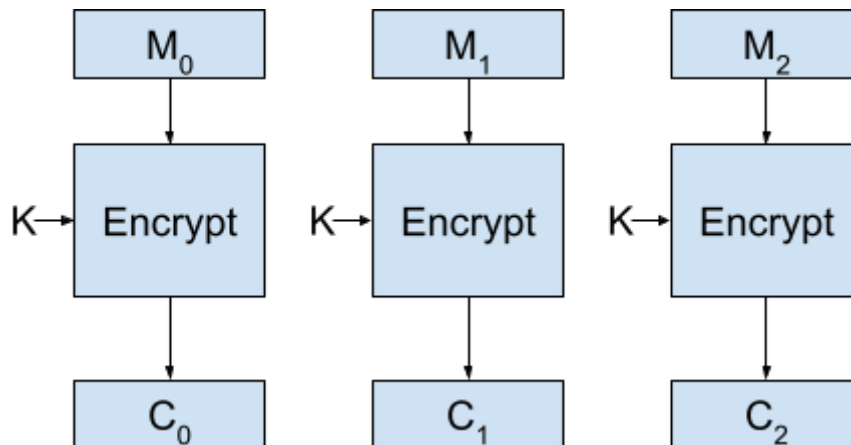 M₀ M₁ M₂
K Encrypt K Encrypt K Encrypt
C₀ C₁ C₂